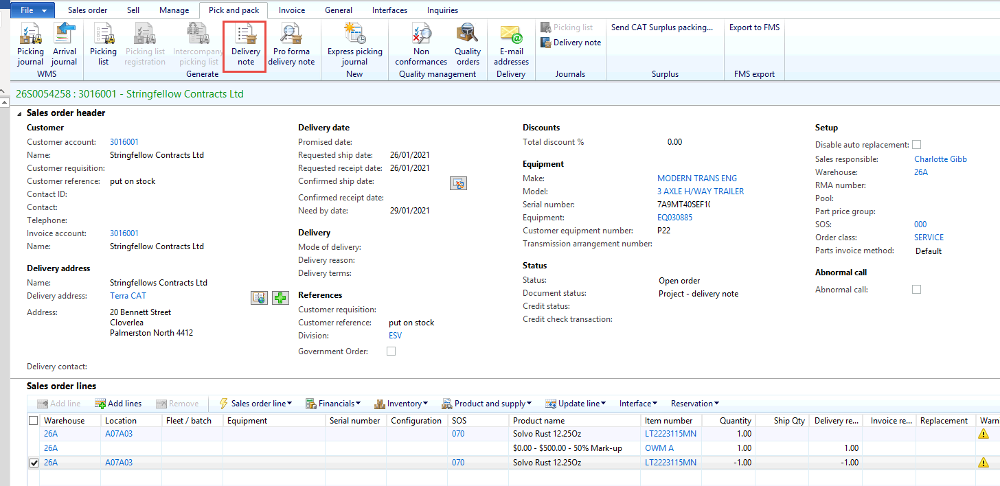 File
Sales order
Sell
Manage
Pick and pack
Invoice
General
Interfaces
Inquiries
Picking journal
Arrival journal
WMS
Picking list
Picking list registration
Intercompany picking list
Delivery note
Pro forma delivery note
Generate
Express picking journal
New
Non conformances
Quality orders
Quality management
E-mail addresses
Delivery
Picking list
Delivery note
Journals
Send CAT Surplus packing...
Surplus
Export to FMS
FMS export
26S0054258 : 3016001 - Stringfellow Contracts Ltd
Sales order header
Customer
Customer account: 3016001
Name: Stringfellow Contracts Ltd
Customer requisition:
Customer reference: put on stock
Contact ID:
Contact:
Telephone:
Invoice account: 3016001
Name: Stringfellow Contracts Ltd
Delivery address
Name: Stringfellows Contracts Ltd
Delivery address: Terra CAT
Address: 20 Bennett Street
Cloverlea
Palmerston North 4412
Delivery contact:
Delivery date
Promised date:
Requested ship date: 26/01/2021
Requested receipt date: 26/01/2021
Confirmed ship date:
Confirmed receipt date:
Need by date: 29/01/2021
Delivery
Mode of delivery:
Delivery reason:
Delivery terms:
References
Customer requisition:
Customer reference: put on stock
Division: ESV
Government Order:
Discounts
Total discount % 0.00
Equipment
Make: MODERN TRANS ENG
Model: 3 AXLE H/WAY TRAILER
Serial number: 7A9MT40SEF10
Equipment: EQ030885
Customer equipment number: P22
Transmission arrangement number:
Status
Status: Open order
Document status: Project - delivery note
Credit status:
Credit check transaction:
Setup
Disable auto replacement:
Sales responsible: Charlotte Gibb
Warehouse: 26A
RMA number:
Pool:
Part price group:
SOS: 000
Order class: SERVICE
Parts invoice method: Default
Abnormal call
Abnormal call:
Sales order lines
Add line Add lines Remove Sales order line Financials Inventory Product and supply Update line Interface Reservation
Warehouse Location Fleet / batch Equipment Serial number Configuration SOS Product name Item number Quantity Ship Qty Delivery re... Invoice re... Replacement Warn
26A A07A03 070 Solvo Rust 12.25Oz LT2223115MN 1.00
26A $0.00 - $500.00 - 50% Mark-up OWM A 1.00 1.00
26A A07A03 070 Solvo Rust 12.25Oz LT2223115MN -1.00 -1.00